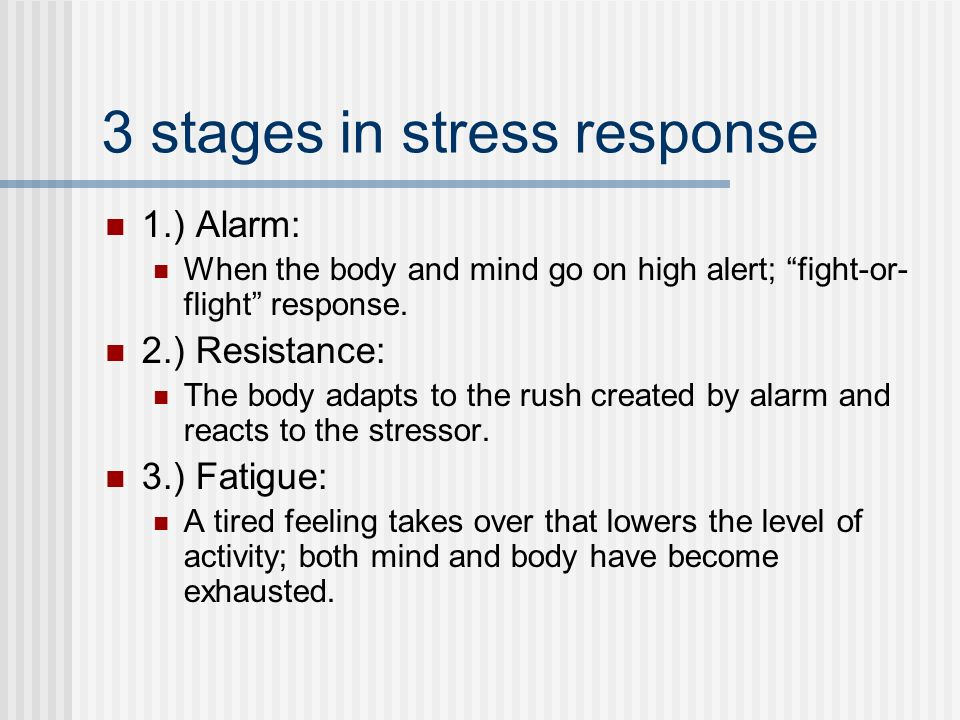 3 stages in stress response
1.) Alarm:
When the body and mind go on high alert; “fight-or-
flight” response.
2.) Resistance:
The body adapts to the rush created by alarm and
reacts to the stressor.
3.) Fatigue:
A tired feeling takes over that lowers the level of
activity; both mind and body have become
exhausted.